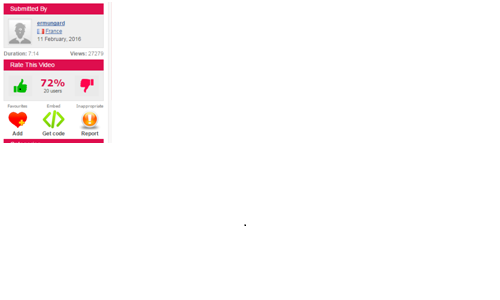 Submitted By
ermungard
France
11 February, 2016
Duration: 7:14 Views: 27279
Rate This Video
72%
20 users
Favourites Embed Inappropriate
Add Get code Report